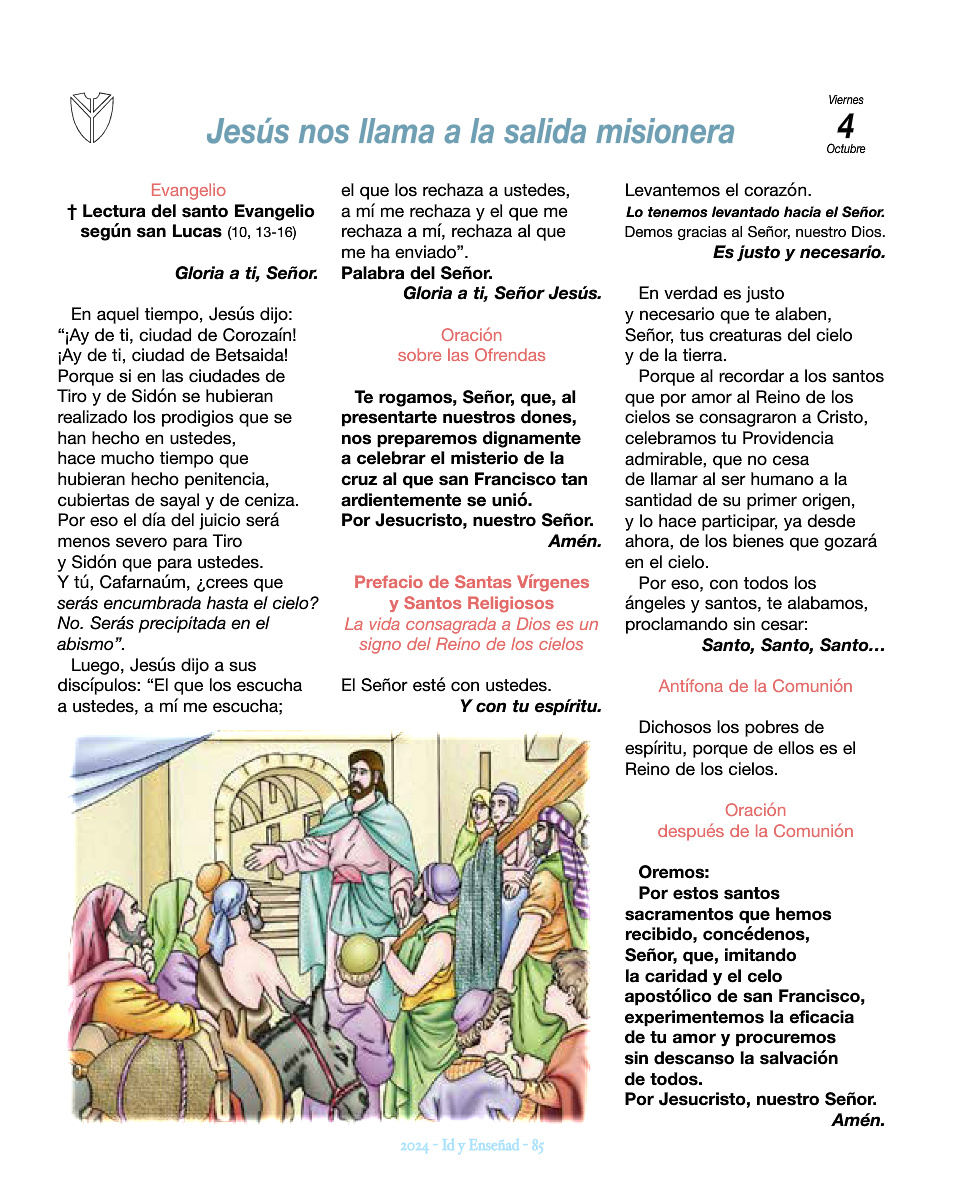 Jesús nos llama a la salida misionera
Viernes
4
Octubre
Evangelio
† Lectura del santo Evangelio
según san Lucas (10, 13-16)
Gloria a ti, Señor.
En aquel tiempo, Jesús dijo:
“¡Ay de ti, ciudad de Corozaín!
¡Ay de ti, ciudad de Betsaida!
Porque si en las ciudades de
Tiro y de Sidón se hubieran
realizado los prodigios que se
han hecho en ustedes,
hace mucho tiempo que
hubieran hecho penitencia,
cubiertas de sayal y de ceniza.
Por eso el día del juicio será
menos severo para Tiro
y Sidón que para ustedes.
Y tú, Cafarnaúm, ¿crees que
serás encumbrada hasta el cielo?
No. Serás precipitada en el
abismo”.
Luego, Jesús dijo a sus
discípulos: “El que los escucha
a ustedes, a mí me escucha;
el que los rechaza a ustedes,
a mí me rechaza y el que me
rechaza a mí, rechaza al que
me ha enviado”.
Palabra del Señor.
Gloria a ti, Señor Jesús.
Oración
sobre las Ofrendas
Te rogamos, Señor, que, al
presentarte nuestros dones,
nos preparemos dignamente
a celebrar el misterio de la
cruz al que san Francisco tan
ardientemente se unió.
Por Jesucristo, nuestro Señor.
Amén.
Prefacio de Santas Vírgenes
y Santos Religiosos
La vida consagrada a Dios es un
signo del Reino de los cielos
El Señor esté con ustedes.
Y con tu espíritu.
Levantemos el corazón.
Lo tenemos levantado hacia el Señor.
Demos gracias al Señor, nuestro Dios.
Es justo y necesario.
En verdad es justo
y necesario que te alaben,
Señor, tus creaturas del cielo
y de la tierra.
Porque al recordar a los santos
que por amor al Reino de los
cielos se consagraron a Cristo,
celebramos tu Providencia
admirable, que no cesa
de llamar al ser humano a la
santidad de su primer origen,
y lo hace participar, ya desde
ahora, de los bienes que gozará
en el cielo.
Por eso, con todos los
ángeles y santos, te alabamos,
proclamando sin cesar:
Santo, Santo, Santo…
Antífona de la Comunión
Dichosos los pobres de
espíritu, porque de ellos es el
Reino de los cielos.
Oración
después de la Comunión
Oremos:
Por estos santos
sacramentos que hemos
recibido, concédenos,
Señor, que, imitando
la caridad y el celo
apostólico de san Francisco,
experimentemos la eficacia
de tu amor y procuremos
sin descanso la salvación
de todos.
Por Jesucristo, nuestro Señor.
Amén.
2024 - Id y Enseñad - 85